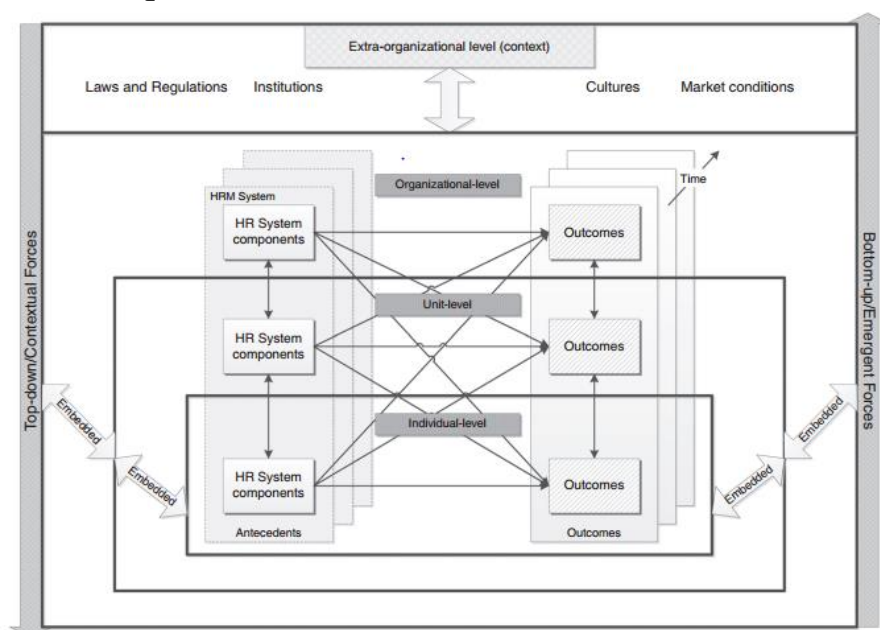 Extra-organizational level (context)
Laws and Regulations
Institutions
Cultures
Market conditions
Top-down/Contextual Forces
Bottom-up/Emergent Forces
Organizational-level
Time
HRM System
HR System
components
Outcomes
Unit-level
HR System
components
Outcomes
Individual-level
HR System
components
Outcomes
Embedded
Embedded
Embedded
Embedded
Antecedents
Outcomes